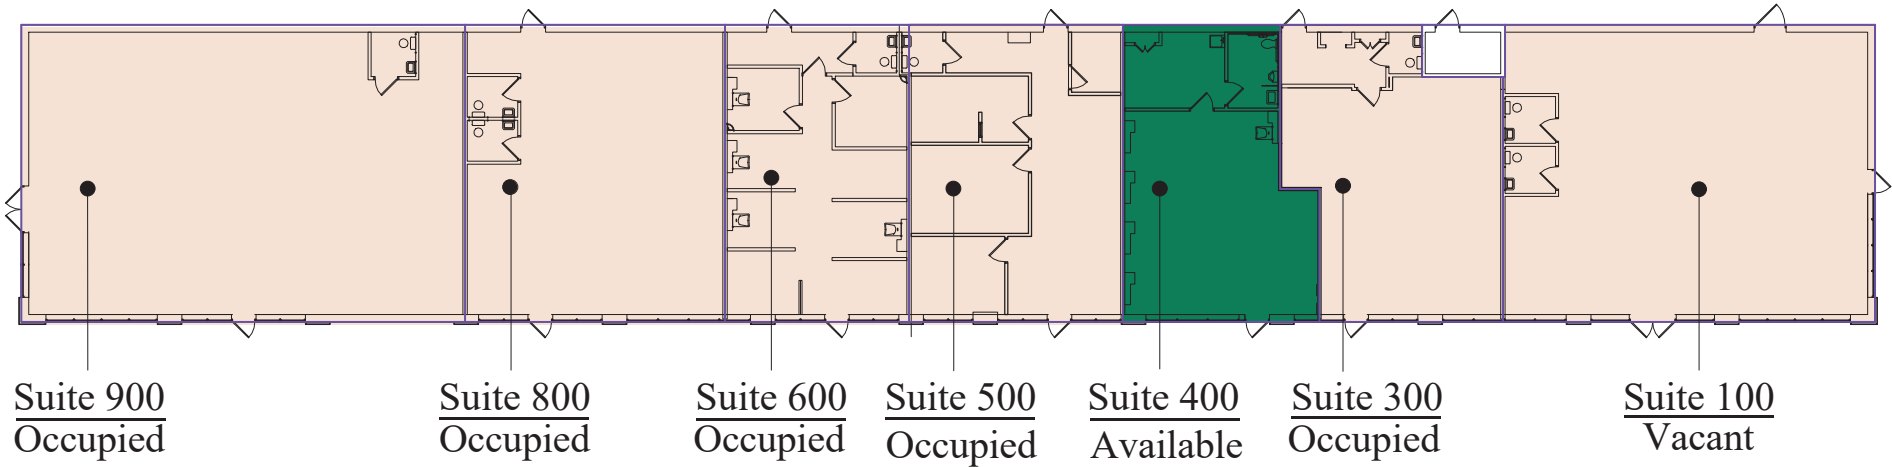 Suite 900
Occupied
Suite 800
Occupied
Suite 600
Occupied
Suite 500
Occupied
Suite 400
Available
Suite 300
Occupied
Suite 100
Vacant